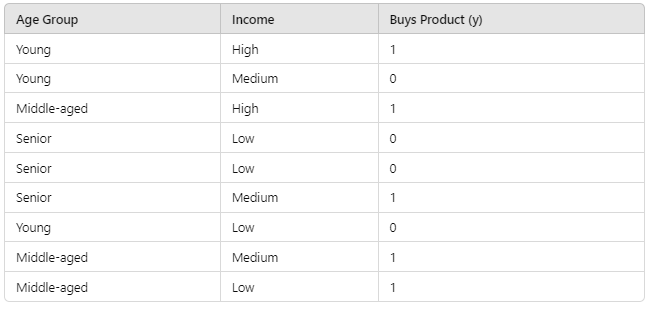 Age Group Income Buys Product (y)
Young High 1
Young Medium 0
Middle-aged High 1
Senior Low 0
Senior Low 0
Senior Medium 1
Young Low 0
Middle-aged Medium 1
Middle-aged Low 1